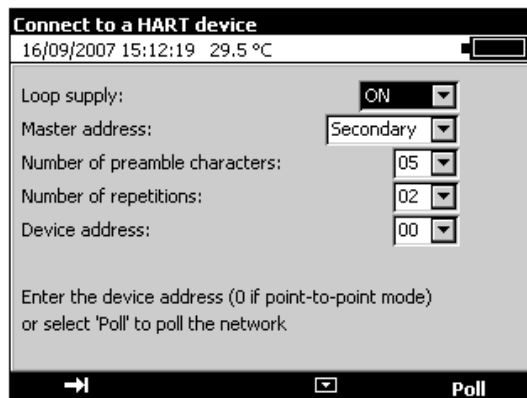 Connect to a HART device
16/09/2007 15:12:19 29.5 °C
Loop supply: ON
Master address: Secondary
Number of preamble characters: 05
Number of repetitions: 02
Device address: 00
Enter the device address (0 if point-to-point mode)
or select 'Poll' to poll the network
Poll